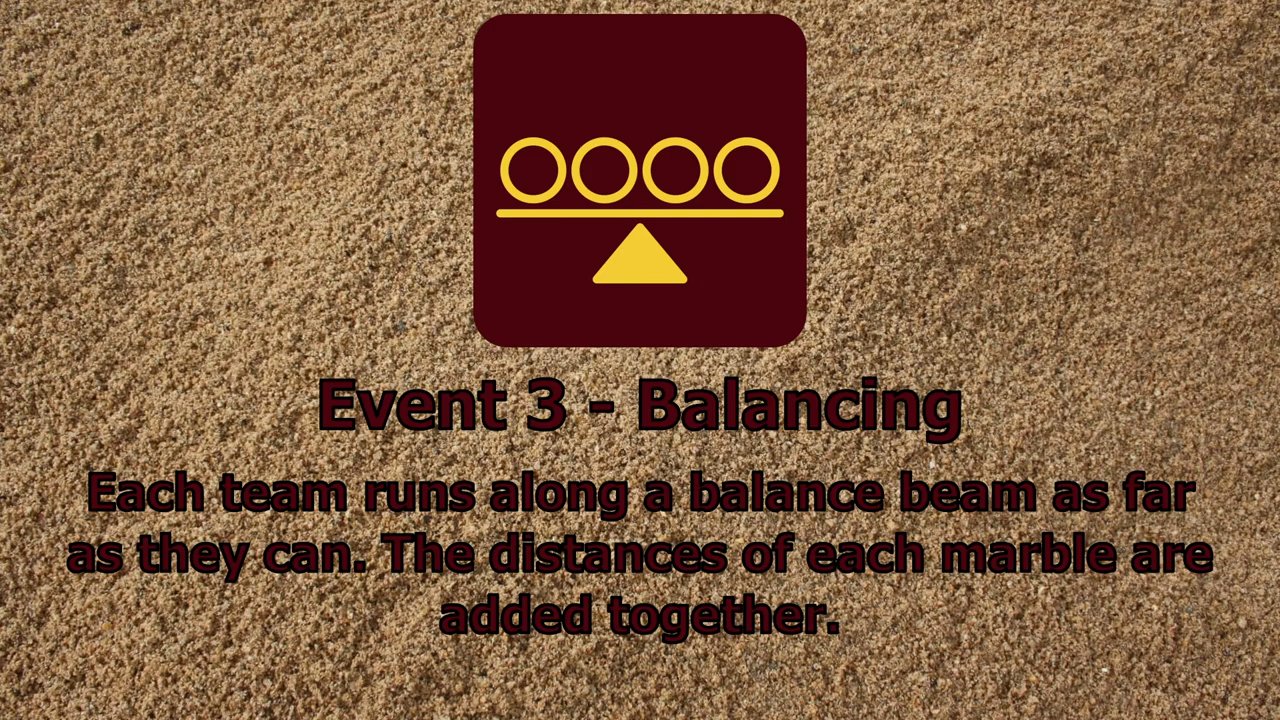 Event 3 - Balancing
Each team runs along a balance beam as far
as they can. The distances of each marble are
added together.